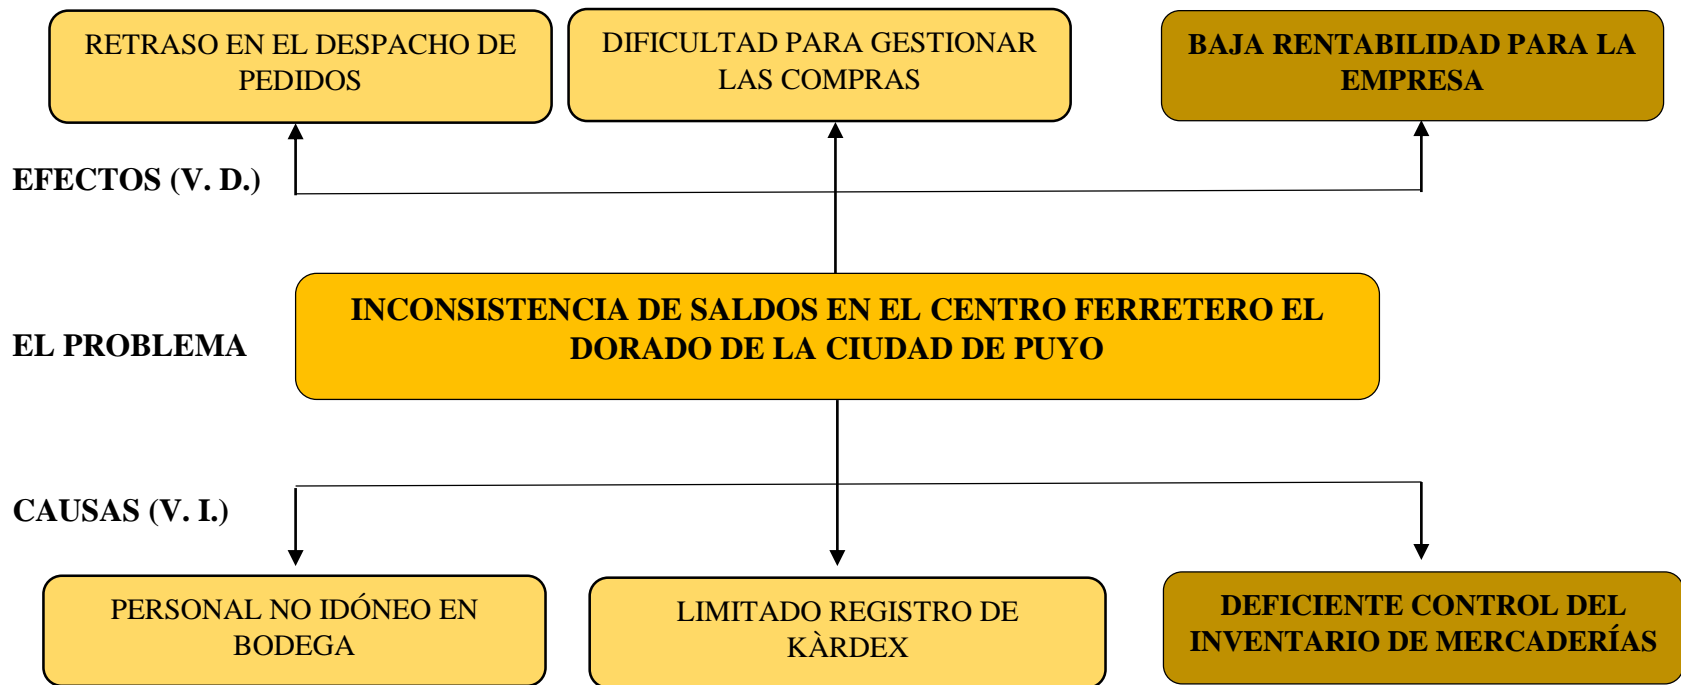 RETRASO EN EL DESPACHO DE
PEDIDOS
DIFICULTAD PARA GESTIONAR
LAS COMPRAS
BAJA RENTABILIDAD PARA LA
EMPRESA
EFECTOS (V. D.)
INCONSISTENCIA DE SALDOS EN EL CENTRO FERRETERO EL
DORADO DE LA CIUDAD DE PUYO
EL PROBLEMA
CAUSAS (V. I.)
PERSONAL NO IDÓNEO EN
BODEGA
LIMITADO REGISTRO DE
KÀRDEX
DEFICIENTE CONTROL DEL
INVENTARIO DE MERCADERÍAS